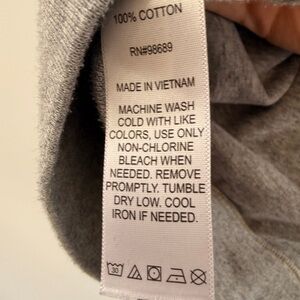 100% COTTON
RN#98689
MADE IN VIETNAM
MACHINE WASH
COLD WITH LIKE
COLORS, USE ONLY
NON-CHLORINE
BLEACH WHEN
NEEDED. REMOVE
PROMPTLY. TUMBLE
DRY LOW. COOL
IRON IF NEEDED.
30